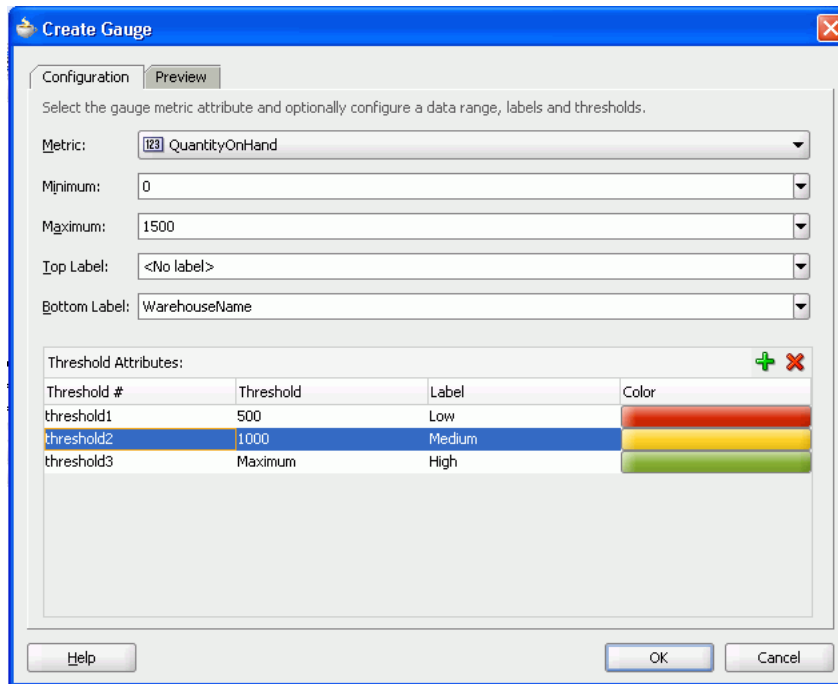 Create Gauge
Configuration Preview
Select the gauge metric attribute and optionally configure a data range, labels and thresholds.
Metric: 123 QuantityOnHand
Minimum: 0
Maximum: 1500
Top Label: <No label>
Bottom Label: WarehouseName
Threshold Attributes:
Threshold # Threshold Label Color
threshold1 500 Low
threshold2 1000 Medium
threshold3 Maximum High
Help OK Cancel